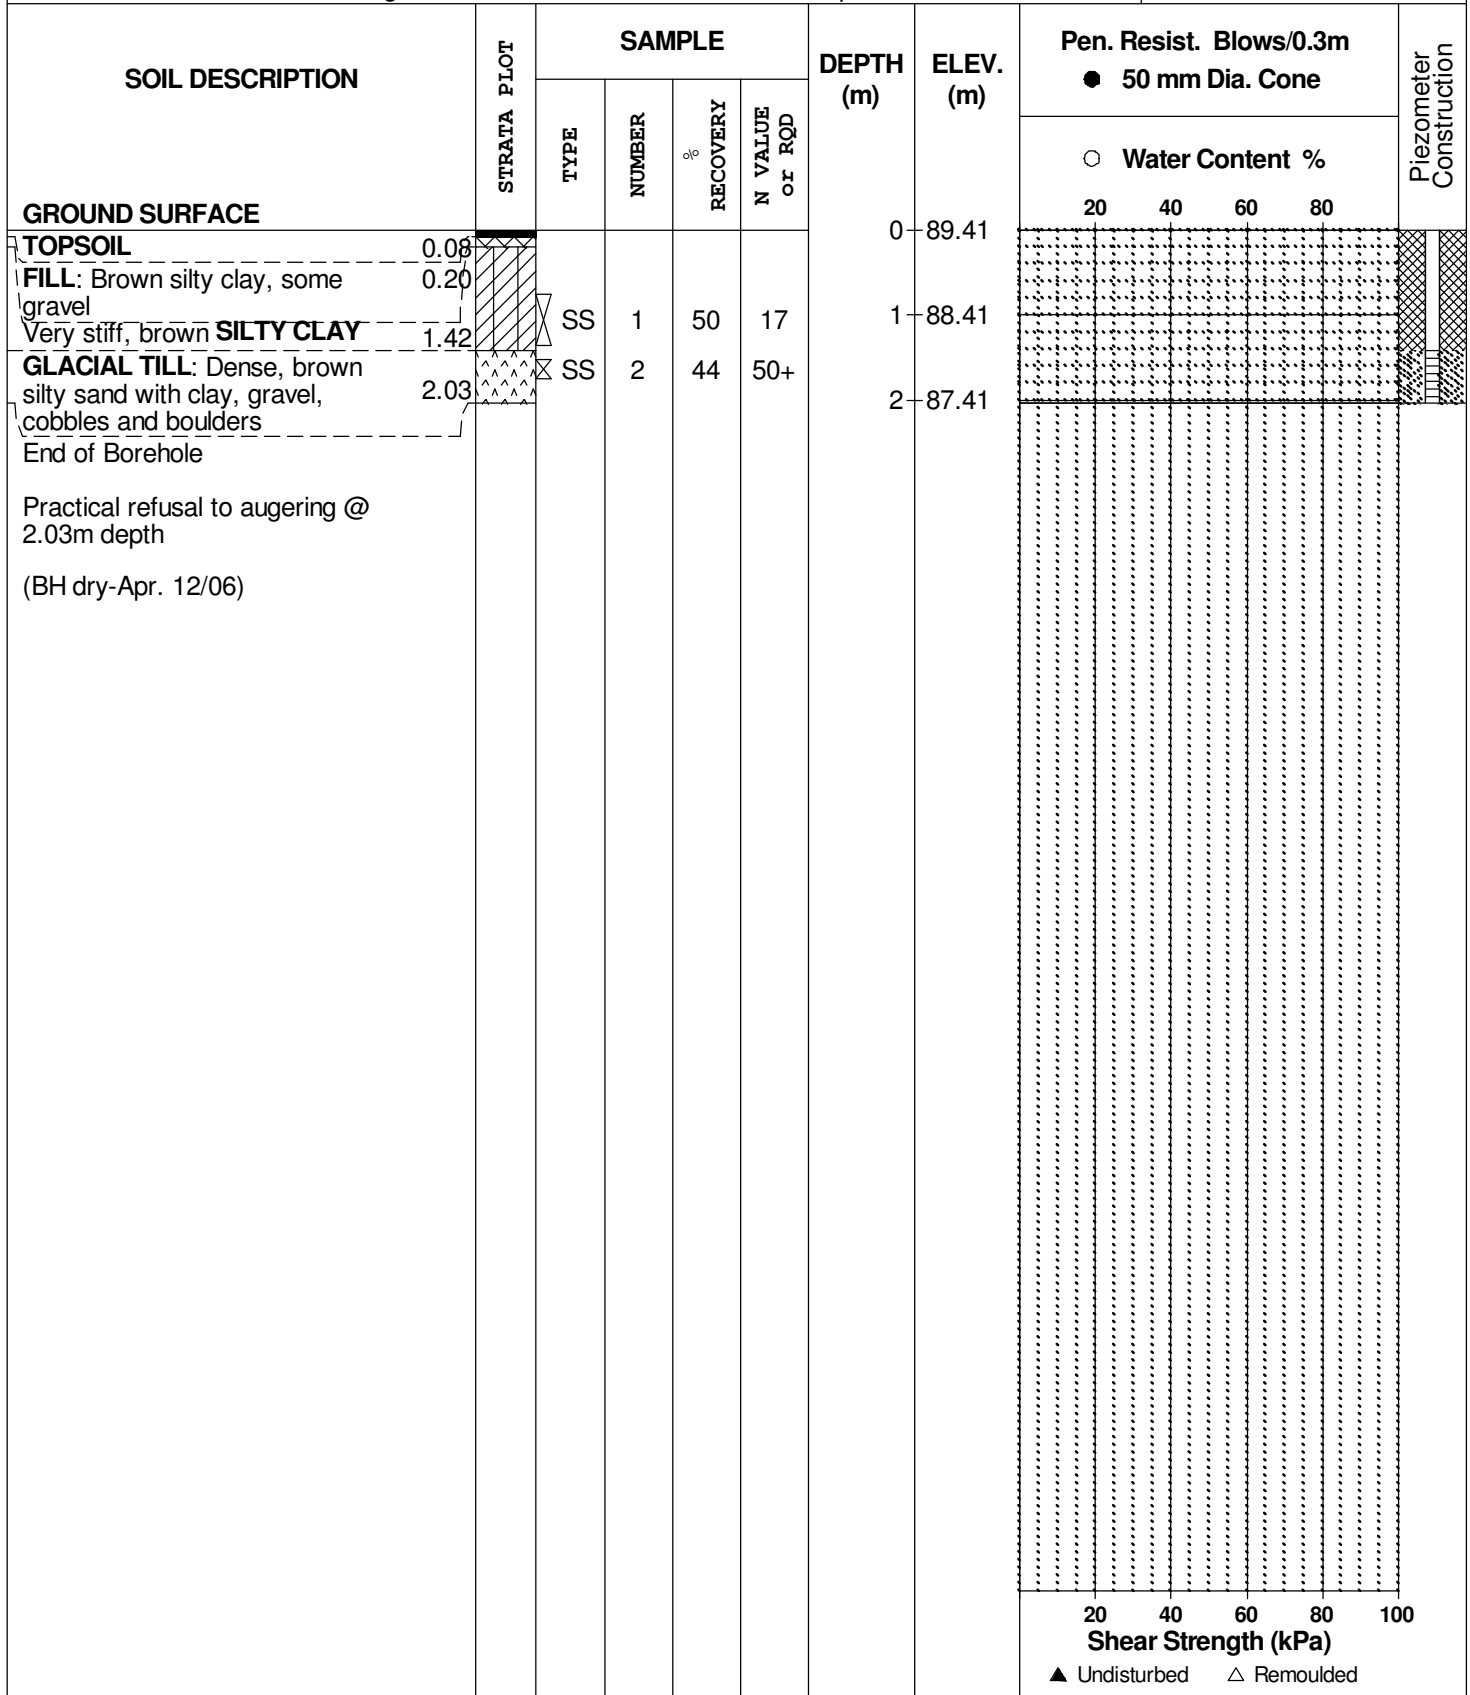 SOIL DESCRIPTION
STRATA PLOT
SAMPLE
TYPE
NUMBER
% RECOVERY
N VALUE or RQD
DEPTH (m)
ELEV. (m)
Pen. Resist. Blows/0.3m
● 50 mm Dia. Cone
○ Water Content %
20 40 60 80
Piezometer Construction
GROUND SURFACE
0 89.41
TOPSOIL 0.08
FILL: Brown silty clay, some 0.20
gravel
Very stiff, brown SILTY CLAY 1.42
SS 1 50 17
1 88.41
GLACIAL TILL: Dense, brown
silty sand with clay, gravel, 2.03
cobbles and boulders
SS 2 44 50+
2 87.41
End of Borehole
Practical refusal to augering @
2.03m depth
(BH dry-Apr. 12/06)
20 40 60 80 100
Shear Strength (kPa)
▲ Undisturbed △ Remoulded